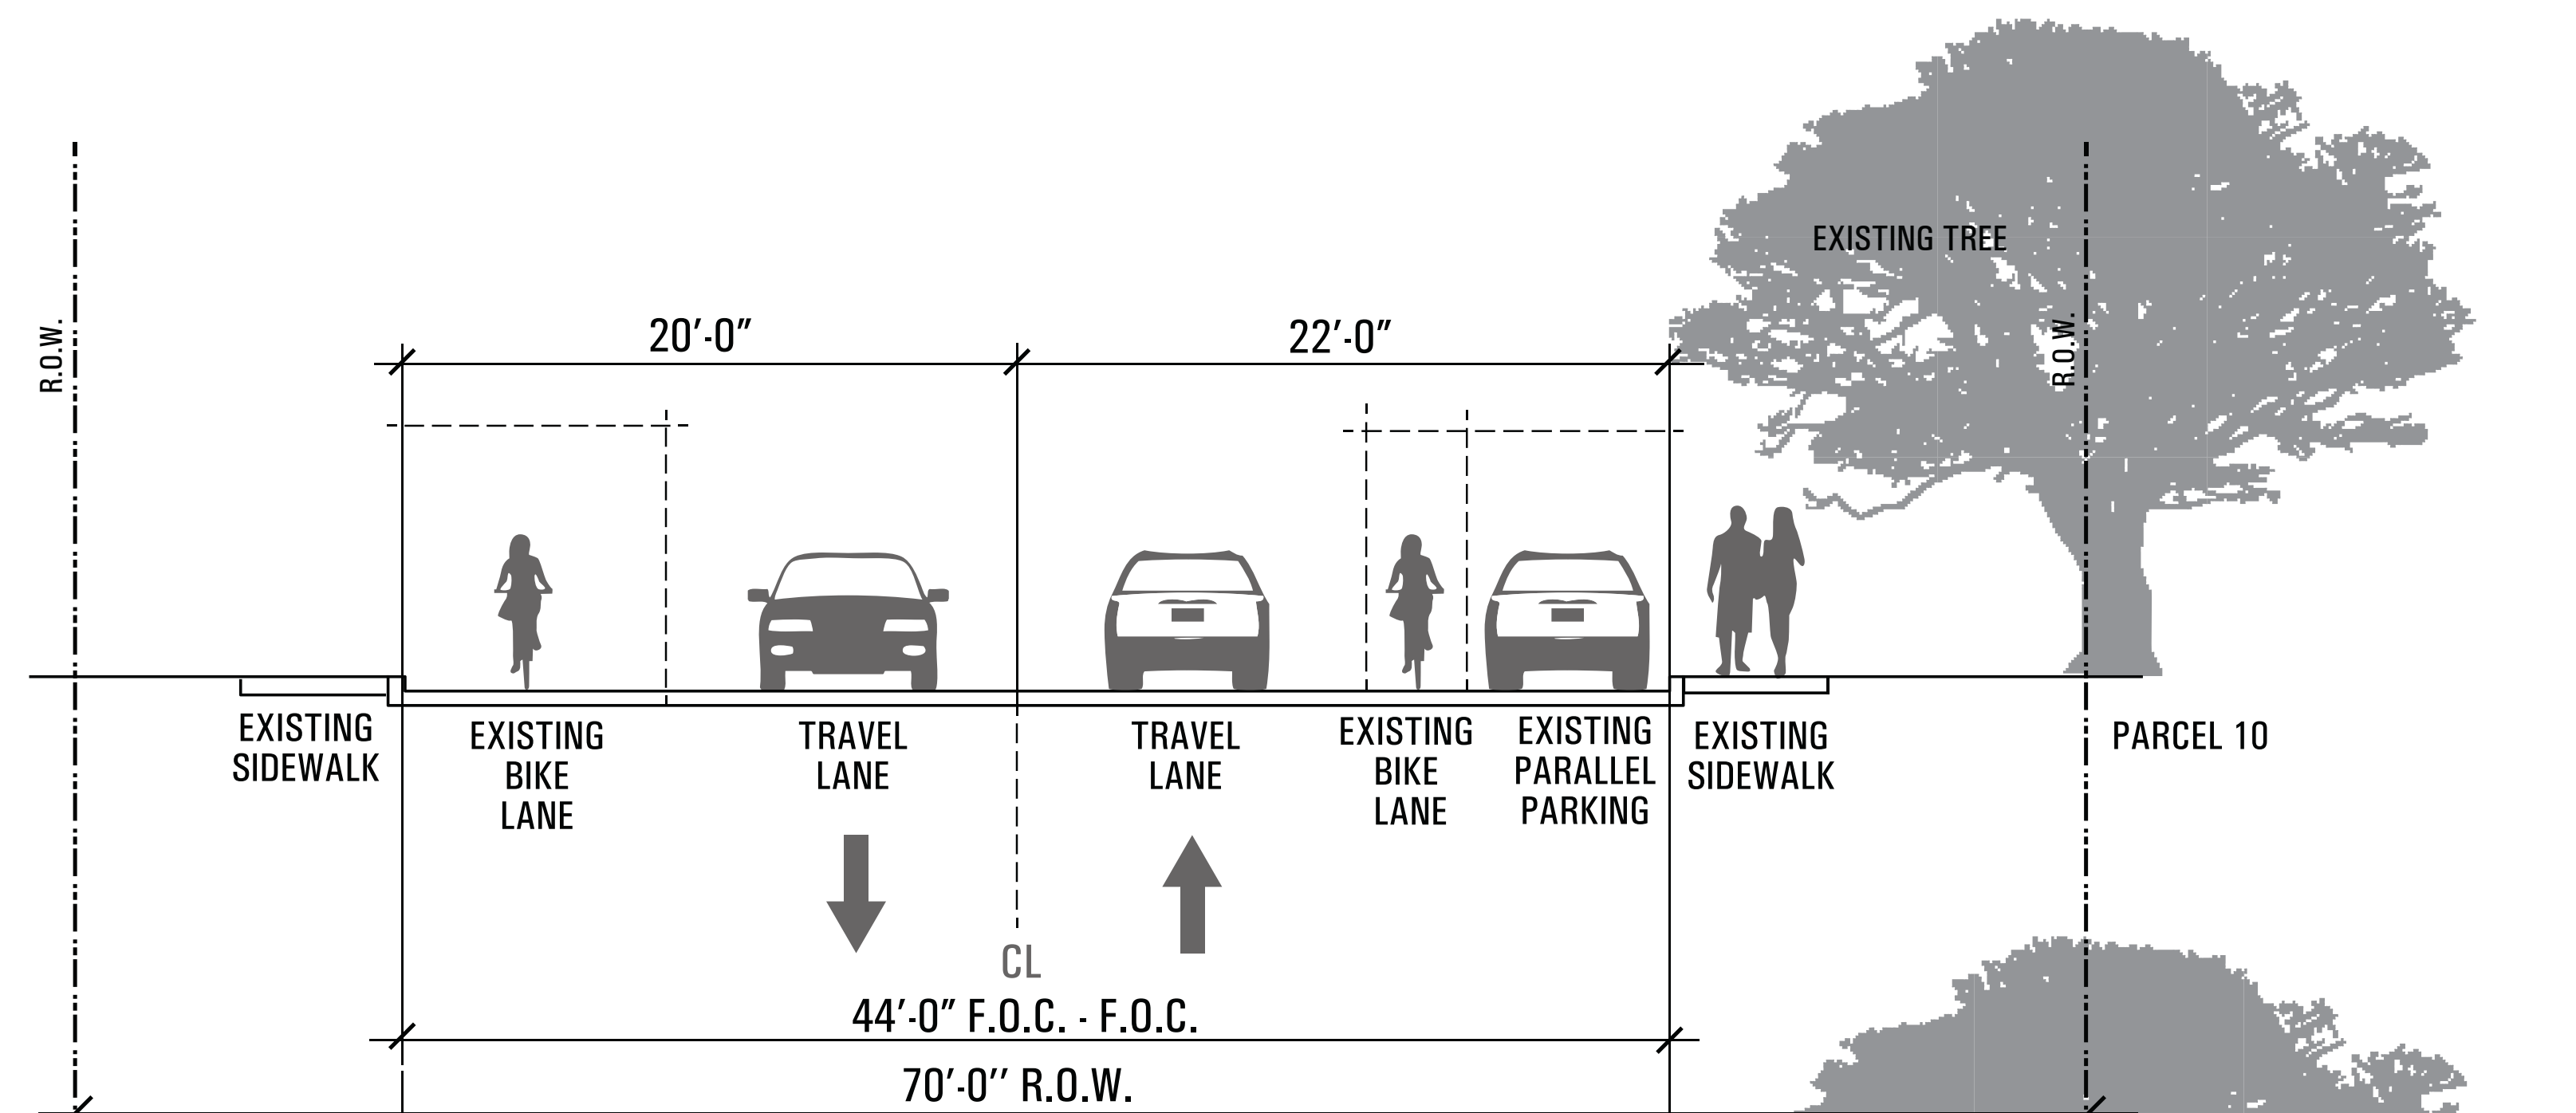 EXISTING TREE
R.O.W.
R.O.W.
20'-0"
22'-0"
EXISTING
SIDEWALK
EXISTING
BIKE
LANE
TRAVEL
LANE
TRAVEL
LANE
EXISTING
BIKE
LANE
EXISTING
PARALLEL
PARKING
EXISTING
SIDEWALK
PARCEL 10
CL
44'-0" F.O.C. - F.O.C.
70'-0'' R.O.W.